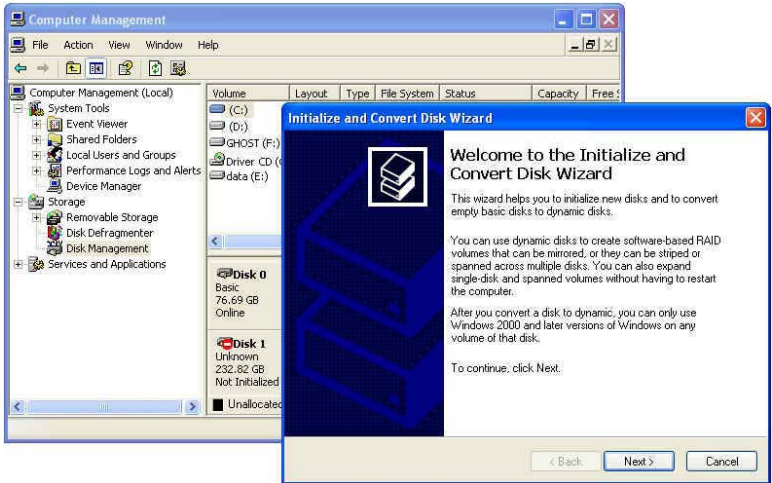 Computer Management
File Action View Window Help
Computer Management (Local)
System Tools
Event Viewer
Shared Folders
Local Users and Groups
Performance Logs and Alerts
Device Manager
Storage
Removable Storage
Disk Defragmenter
Disk Management
Services and Applications
Volume Layout Type File System Status Capacity Free
(C:)
(D:)
GHOST (F:)
Driver CD
data (E:)
Disk 0
Basic
76.69 GB
Online
Disk 1
Unknown
232.82 GB
Not Initialized
Unallocated
Initialize and Convert Disk Wizard
Welcome to the Initialize and
Convert Disk Wizard
This wizard helps you to initialize new disks and to convert
empty basic disks to dynamic disks.
You can use dynamic disks to create software-based RAID
volumes that can be mirrored, or they can be striped or
spanned across multiple disks. You can also expand
single-disk and spanned volumes without having to restart
the computer.
After you convert a disk to dynamic, you can only use
Windows 2000 and later versions of Windows on any
volume of that disk.
To continue, click Next.
< Back Next > Cancel